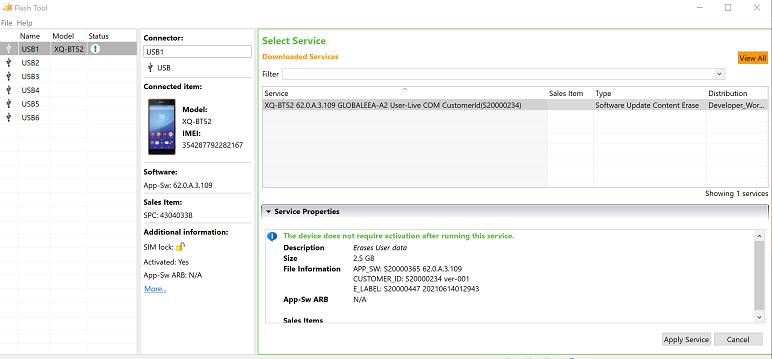 Flash Tool
File Help
Name Model Status
USB1 XQ-BT52
USB2
USB3
USB4
USB5
USB6
Connector:
USB1
USB
Connected item:
Model:
XQ-BT52
IMEI:
354287792282167
Software:
App-Sw: 62.0.A.3.109
Sales Item:
SPC: 43040338
Additional information:
SIM lock:
Activated: Yes
App-Sw ARB: N/A
More...
Select Service
Downloaded Services
View All
Filter
Service Sales Item Type Distribution
XQ-BT52 62.0.A.3.109 GLOBALEEA-A2 User-Live COM CustomerId(S20000234) Software Update Content Erase Developer_Wor...
Showing 1 services
Service Properties
The device does not require activation after running this service.
Description Erases User data
Size 2.5 GB
File Information APP_SW: S20000365 62.0.A.3.109
CUSTOMER_ID: S20000234 ver-001
E_LABEL: S20000447 20210614012943
App-Sw ARB N/A
Sales Items
Apply Service Cancel